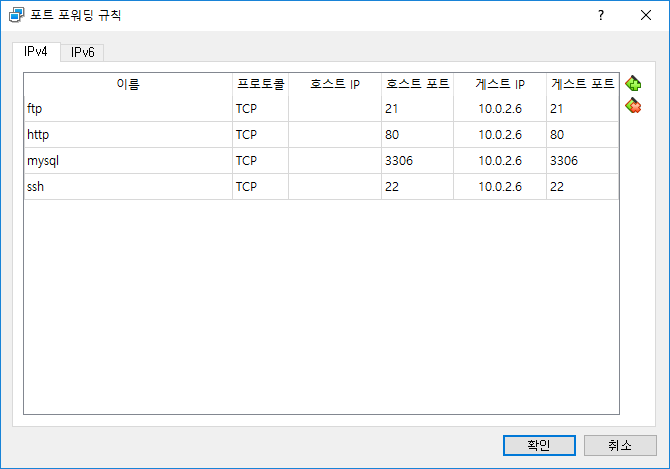 포트 포워딩 규칙
IPv4 IPv6
이름 프로토콜 호스트 IP 호스트 포트 게스트 IP 게스트 포트
ftp TCP 21 10.0.2.6 21
http TCP 80 10.0.2.6 80
mysql TCP 3306 10.0.2.6 3306
ssh TCP 22 10.0.2.6 22
확인 취소